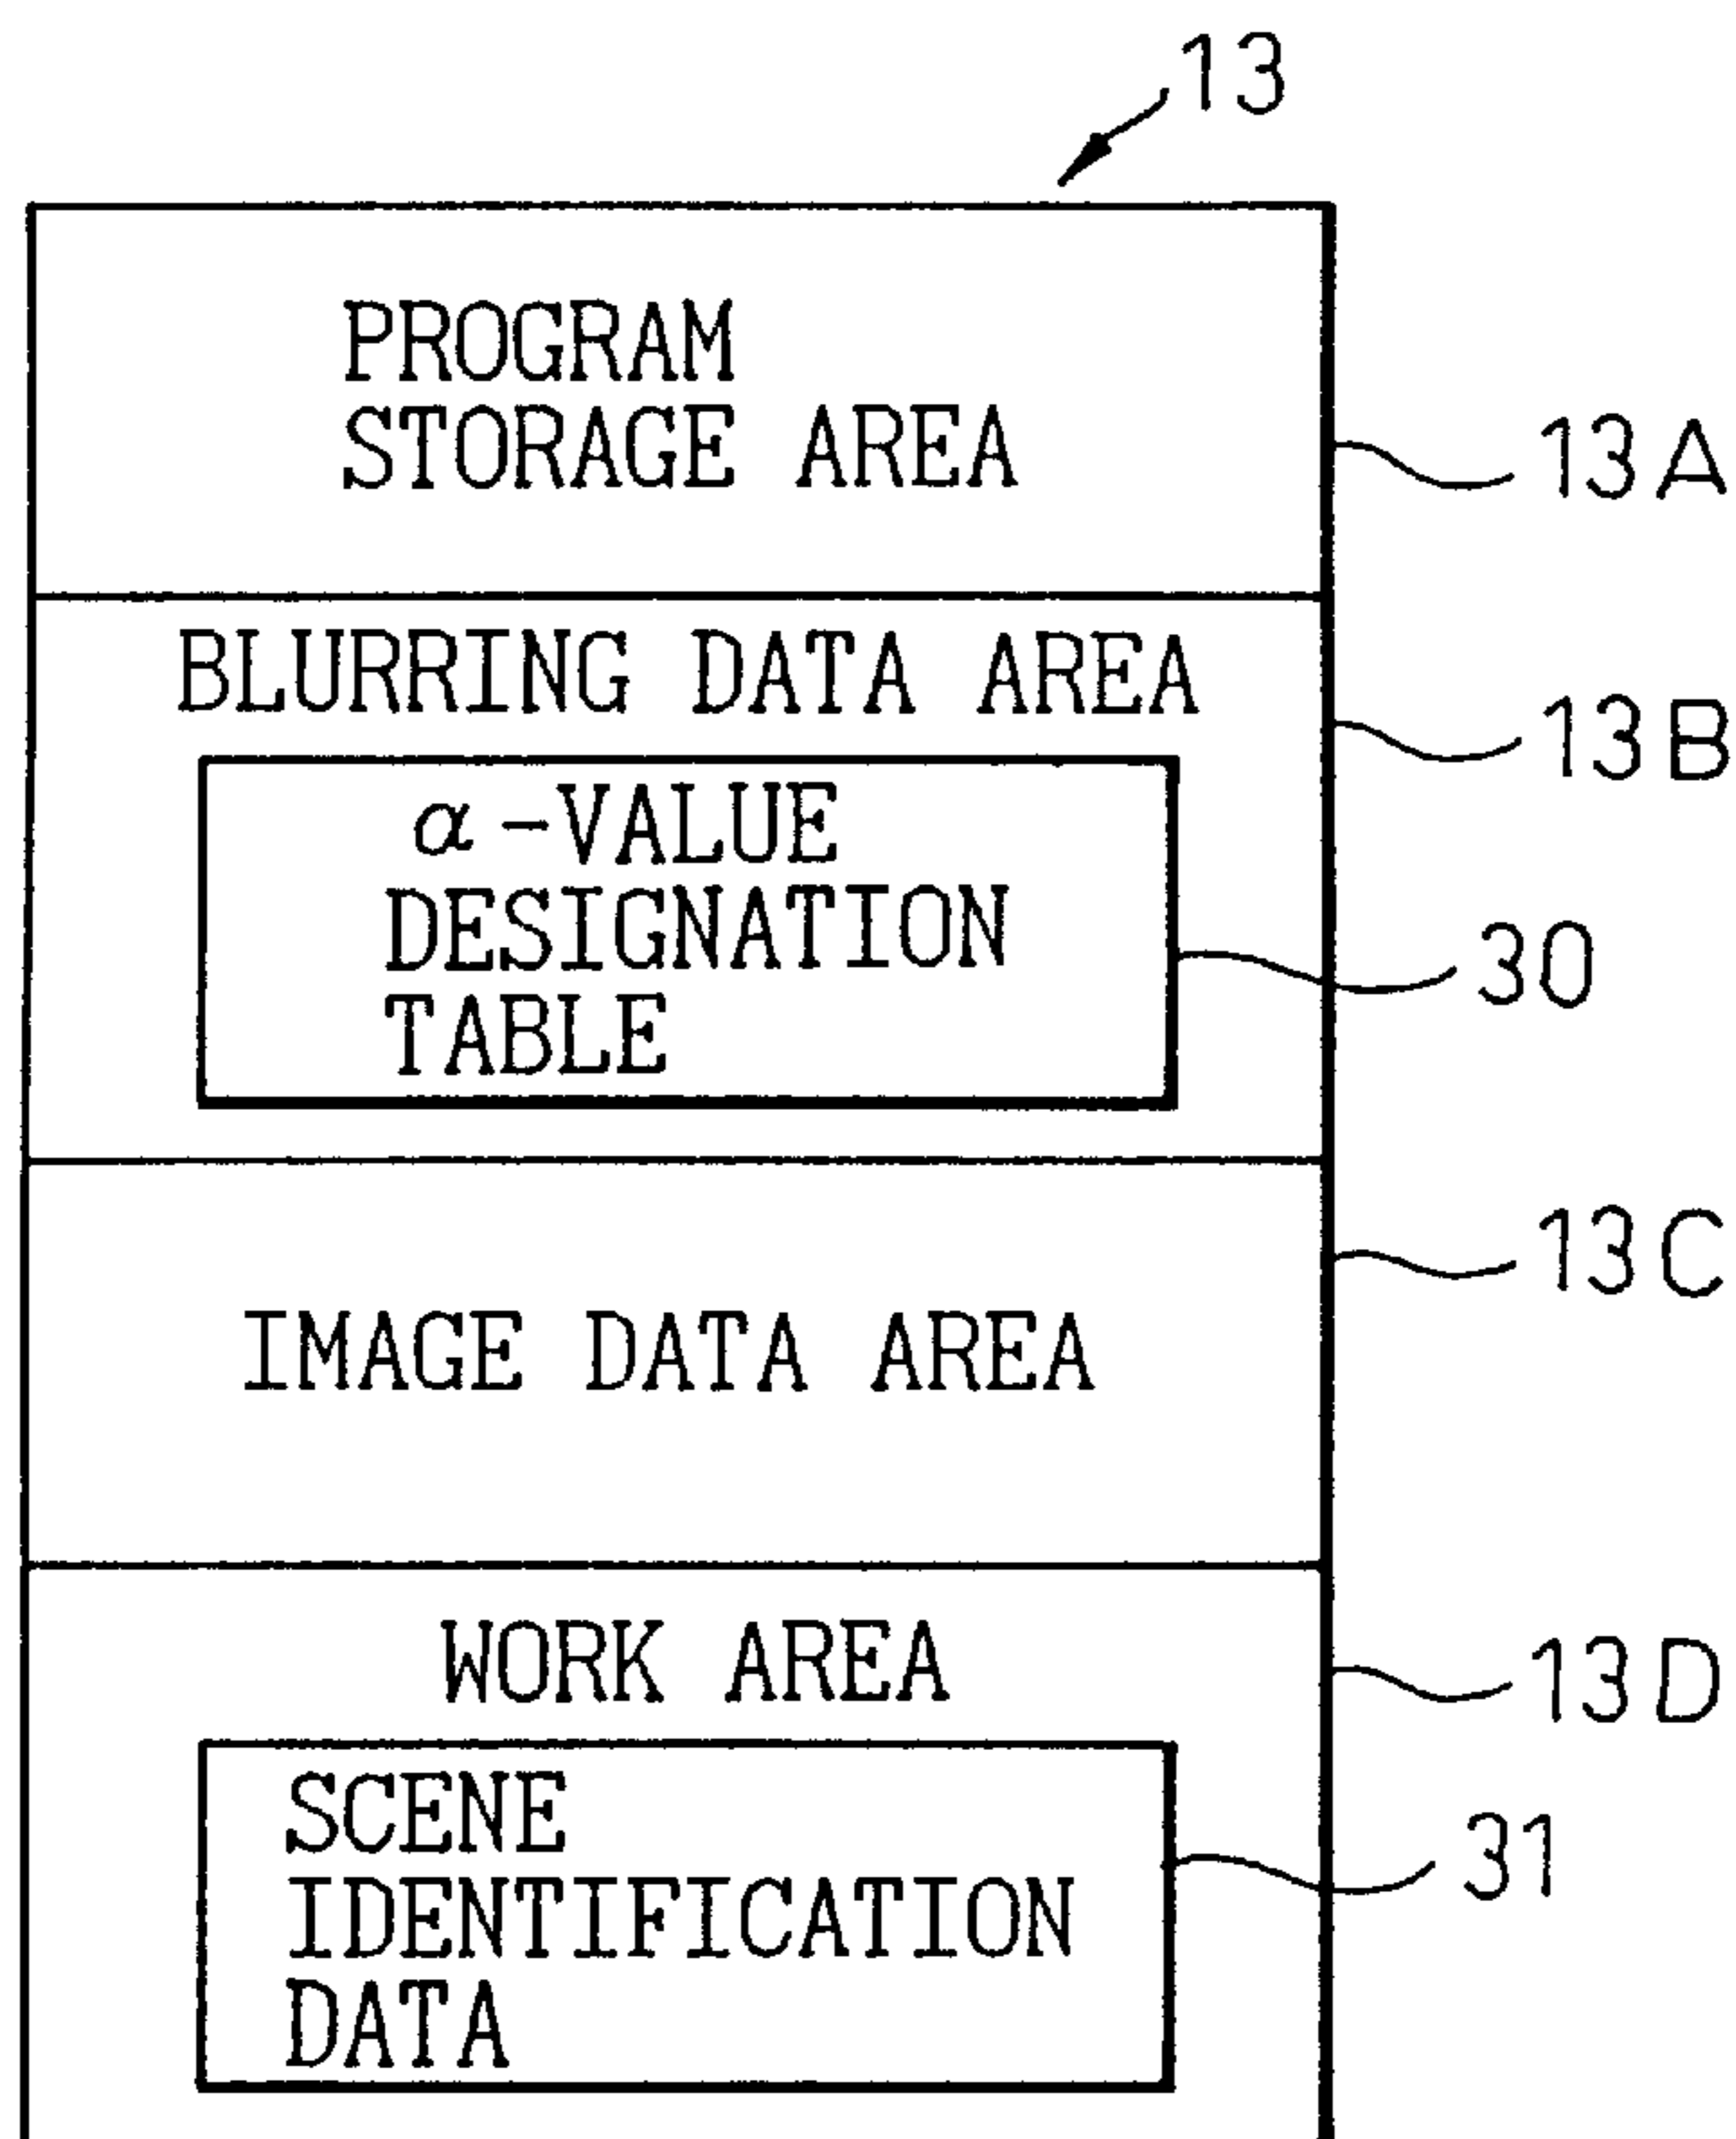 13
PROGRAM
STORAGE AREA
13A
BLURRING DATA AREA
13B
α-VALUE
DESIGNATION
TABLE
30
13C
IMAGE DATA AREA
WORK AREA
13D
SCENE
IDENTIFICATION
DATA
31